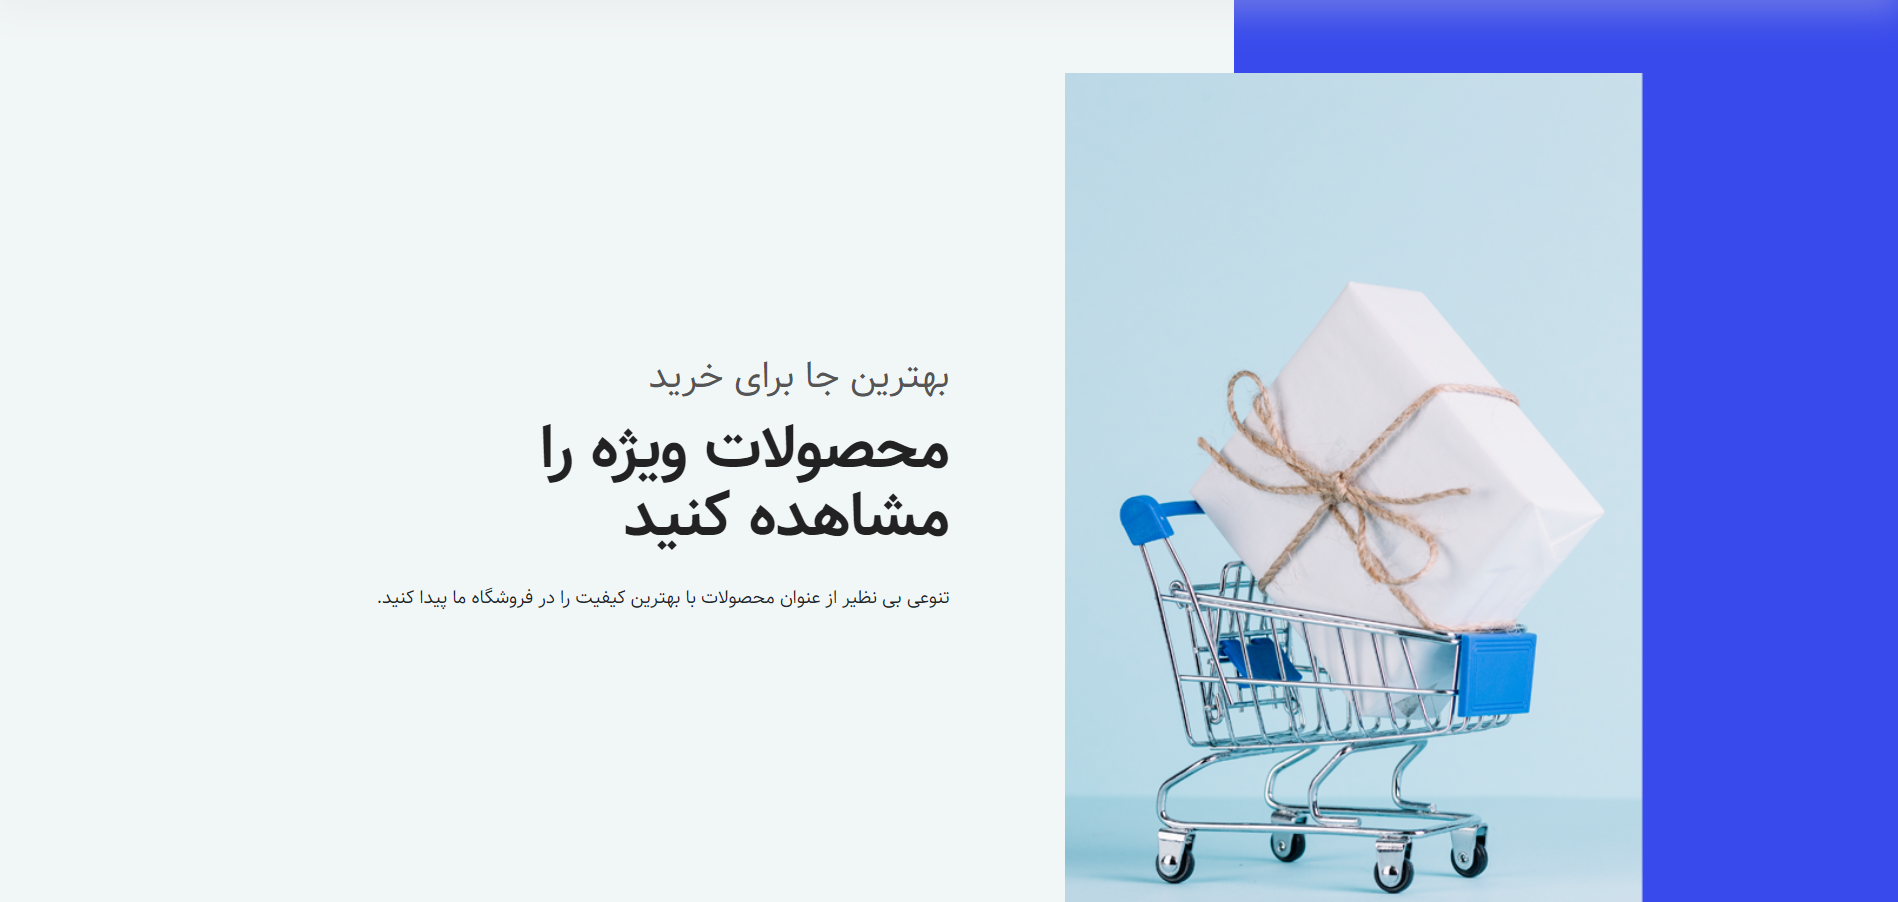 بهترین جا برای خرید
محصولات ویژه را
مشاهده کنید
تنوعی بی نظیر از عنوان محصولات با بهترین کیفیت را در فروشگاه ما پیدا کنید.